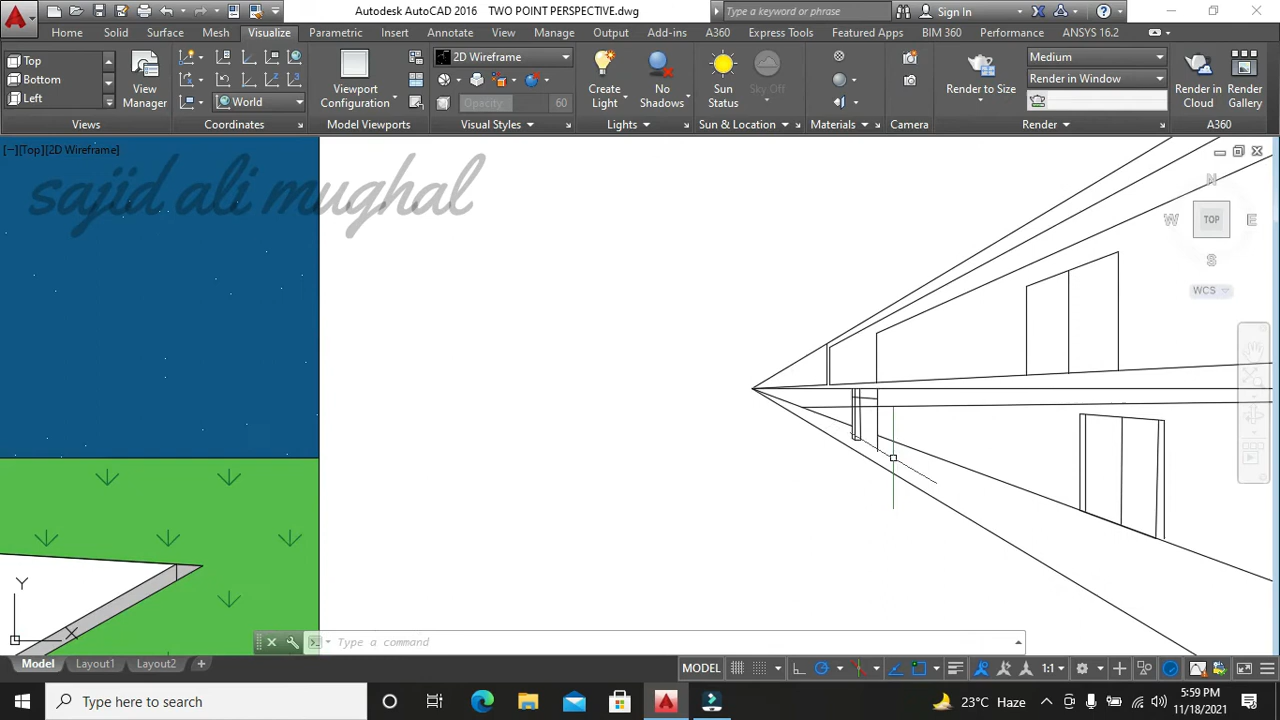 Autodesk AutoCAD 2016 TWO POINT PERSPECTIVE.dwg
Type a keyword or phrase
Sign In
Home Solid Surface Mesh Visualize Parametric Insert Annotate View Manage Output Add-ins A360 Express Tools Featured Apps BIM 360 Performance ANSYS 16.2
Top
Bottom
Left
View Manager
World
Viewport Configuration
2D Wireframe
Opacity 60
Create Light
No Shadows
Sun Status
Sky Off
Render to Size
Medium
Render in Window
Render in Cloud
Render Gallery
Views Coordinates Model Viewports Visual Styles Lights Sun & Location Materials Camera Render A360
[−][Top][2D Wireframe]
sajid ali mughal
N
W TOP E
S
WCS
Y
X
Type a command
Model Layout1 Layout2 +
MODEL 1:1
Type here to search
23°C Haze
5:59 PM
11/18/2021